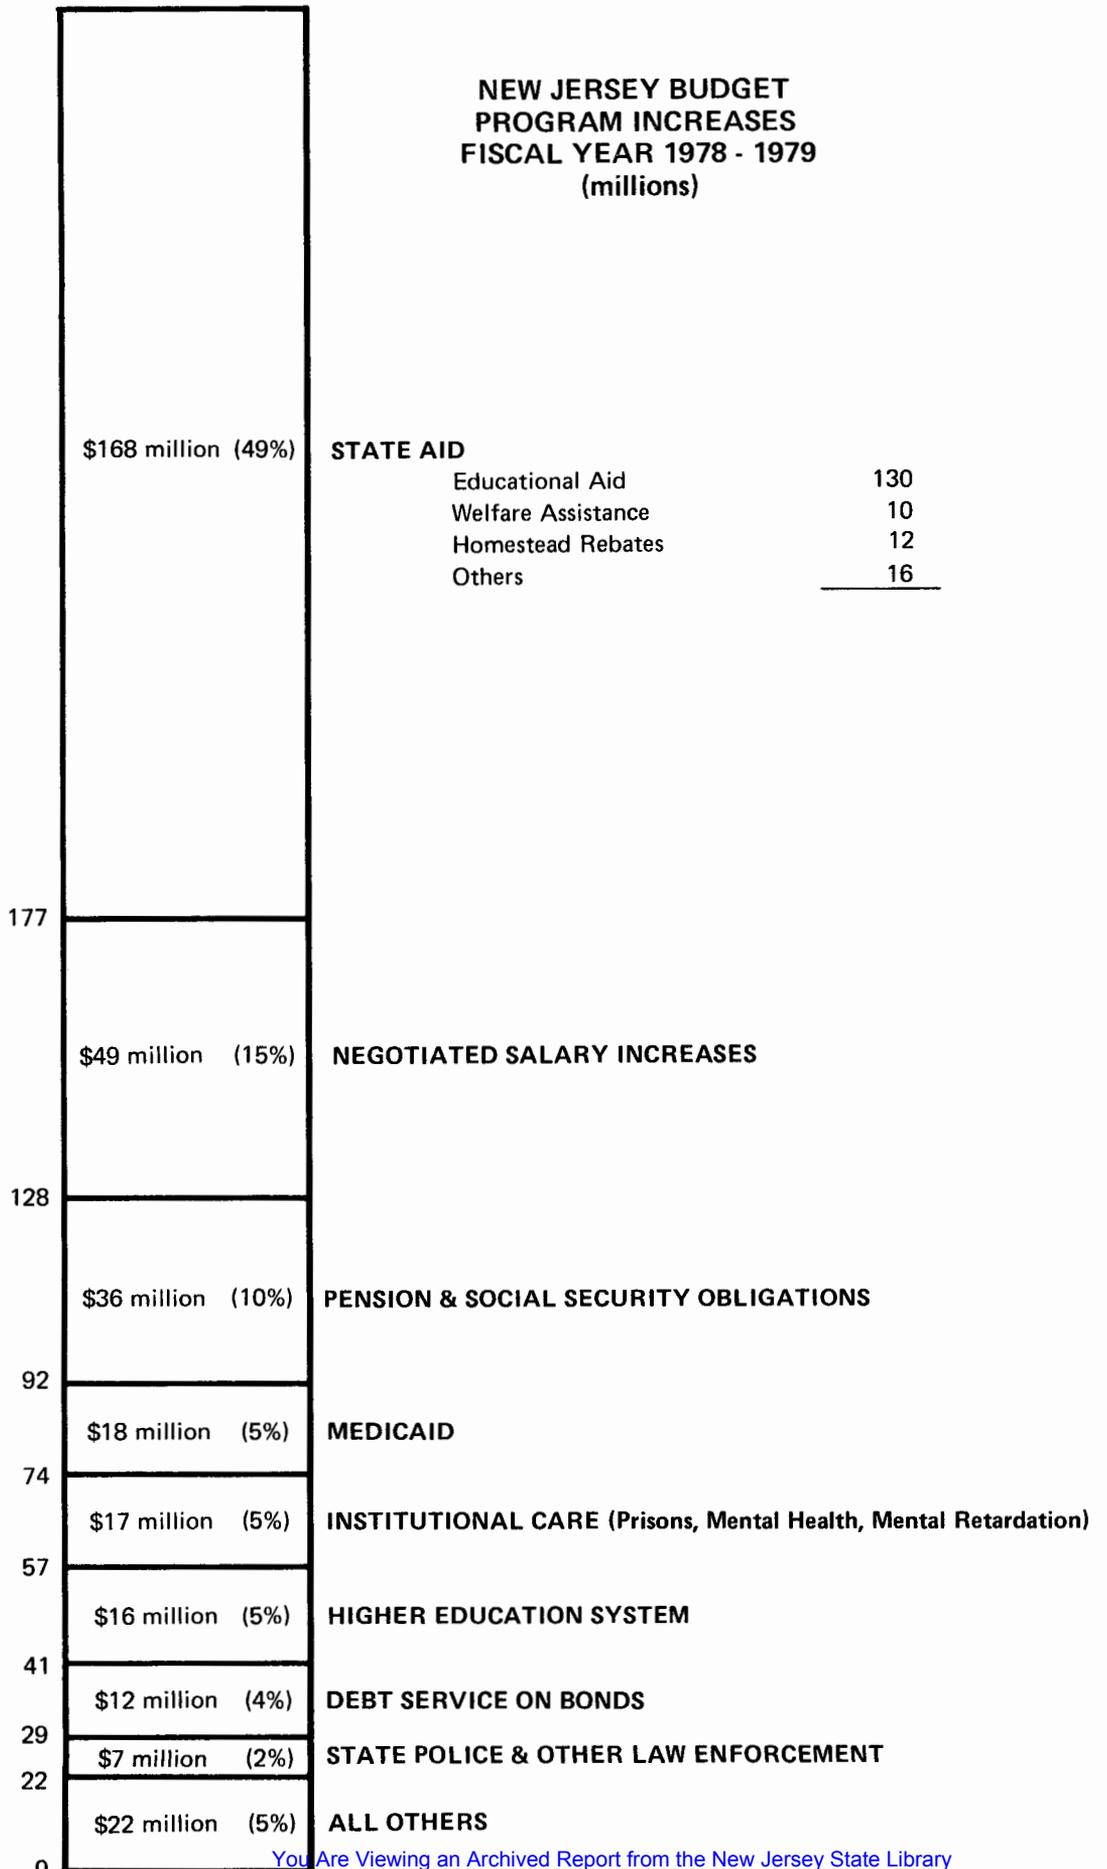 NEW JERSEY BUDGET
PROGRAM INCREASES
FISCAL YEAR 1978 - 1979
(millions)
$168 million (49%) STATE AID
Educational Aid 130
Welfare Assistance 10
Homestead Rebates 12
Others 16
177
$49 million (15%) NEGOTIATED SALARY INCREASES
128
$36 million (10%) PENSION & SOCIAL SECURITY OBLIGATIONS
92
$18 million (5%) MEDICAID
74
$17 million (5%) INSTITUTIONAL CARE (Prisons, Mental Health, Mental Retardation)
57
$16 million (5%) HIGHER EDUCATION SYSTEM
41
$12 million (4%) DEBT SERVICE ON BONDS
29
$7 million (2%) STATE POLICE & OTHER LAW ENFORCEMENT
22
$22 million (5%) ALL OTHERS
0
You Are Viewing an Archived Report from the New Jersey State Library